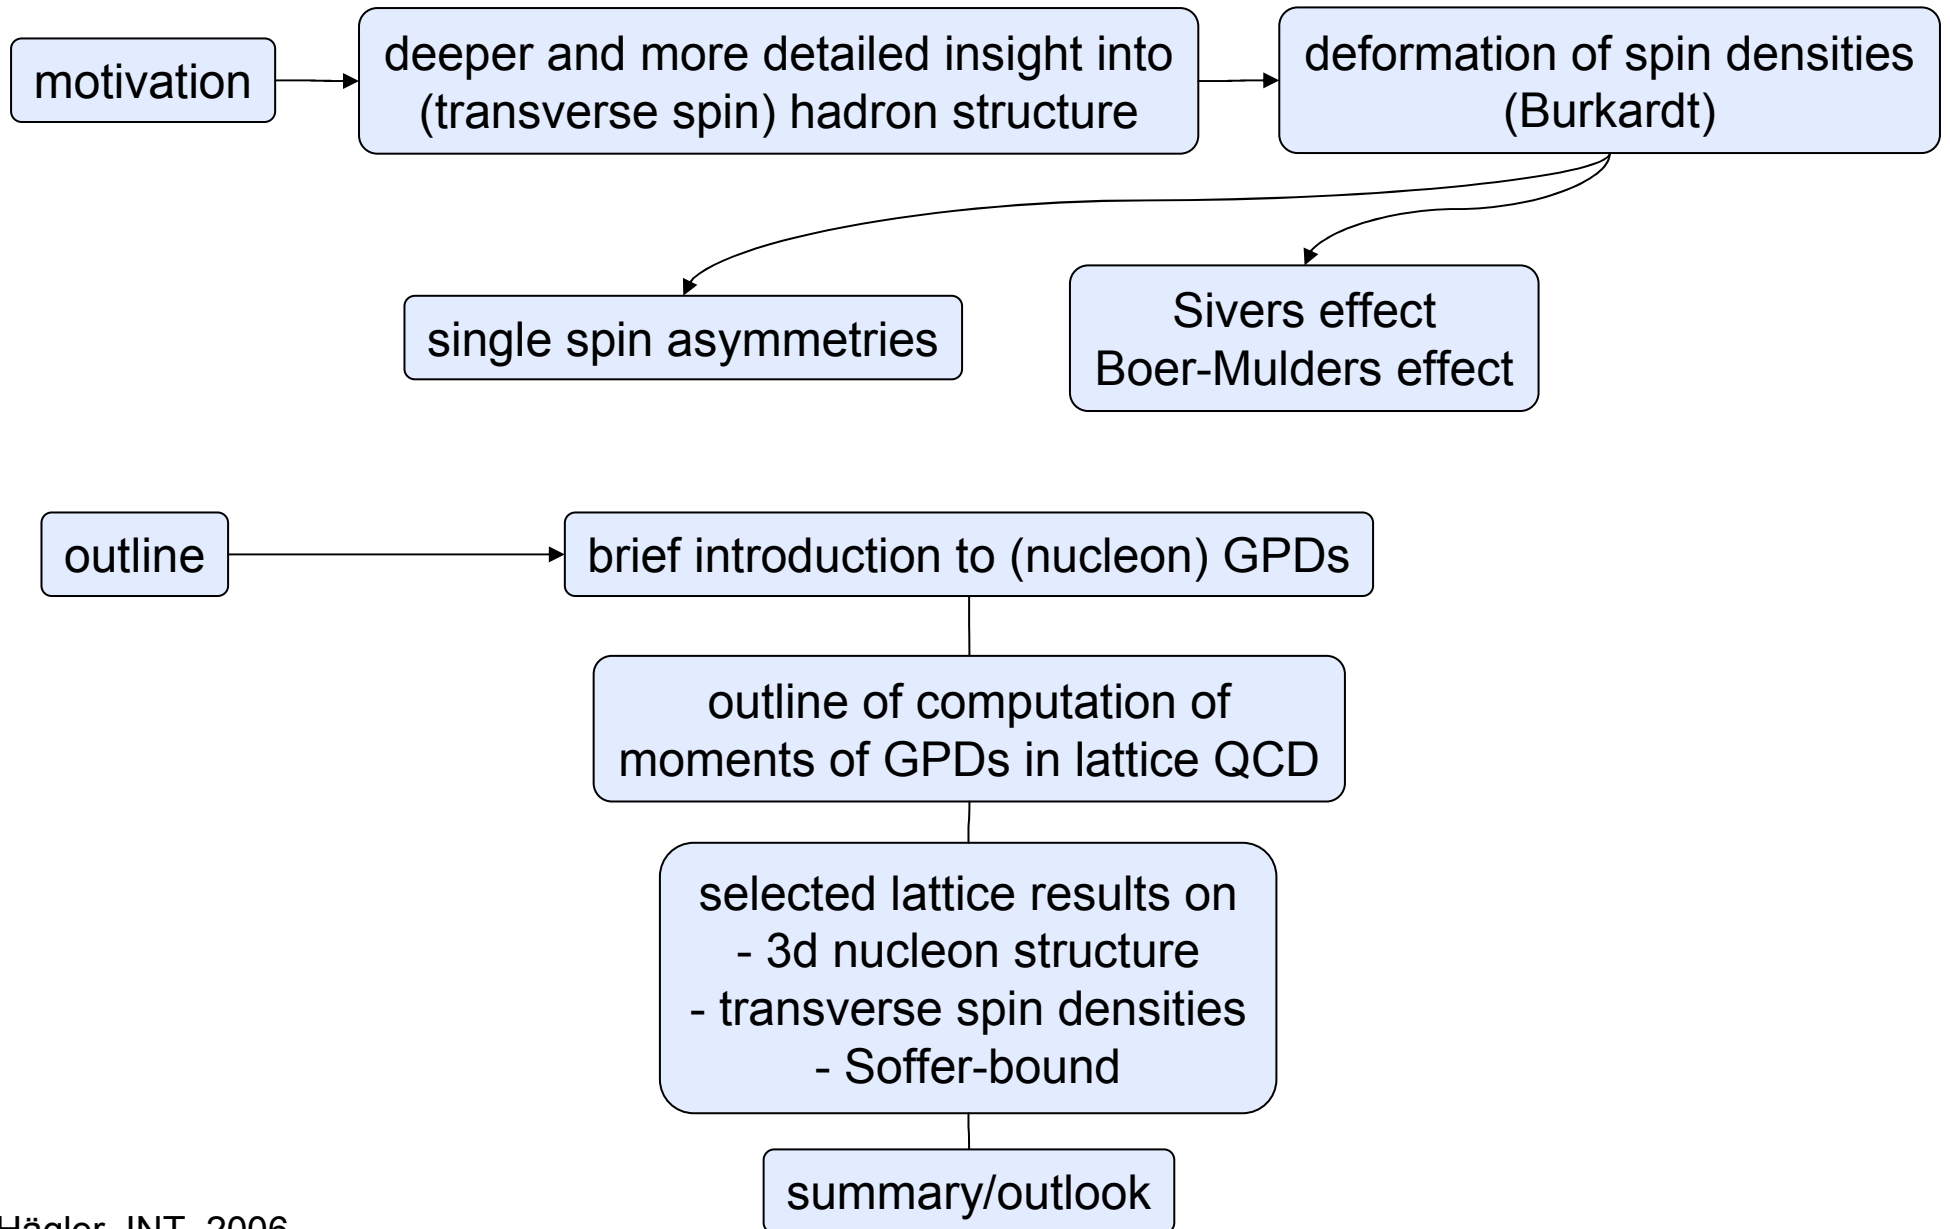 motivation
deeper and more detailed insight into
(transverse spin) hadron structure
deformation of spin densities
(Burkardt)
single spin asymmetries
Sivers effect
Boer-Mulders effect
outline
brief introduction to (nucleon) GPDs
outline of computation of
moments of GPDs in lattice QCD
selected lattice results on
- 3d nucleon structure
- transverse spin densities
- Soffer-bound
summary/outlook
Hägler, INT, 2006